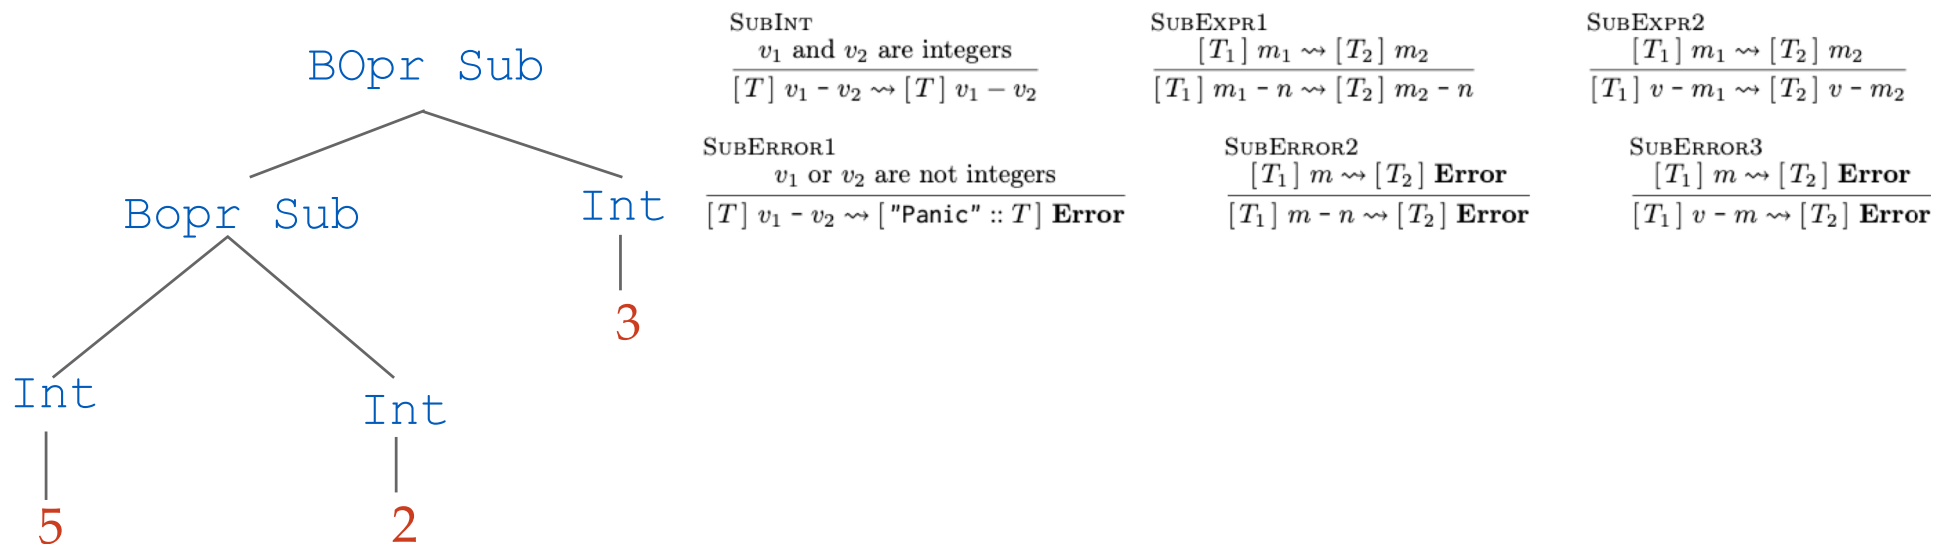 BOpr Sub
Bopr Sub
Int
3
Int
Int
5
2
SUBINT
v₁ and v₂ are integers
[ T ] v₁ - v₂ ⇝ [ T ] v₁ − v₂
SUBEXPR1
[ T₁ ] m₁ ⇝ [ T₂ ] m₂
[ T₁ ] m₁ - n ⇝ [ T₂ ] m₂ - n
SUBEXPR2
[ T₁ ] m₁ ⇝ [ T₂ ] m₂
[ T₁ ] v - m₁ ⇝ [ T₂ ] v - m₂
SUBERROR1
v₁ or v₂ are not integers
[ T ] v₁ - v₂ ⇝ ["Panic" :: T ] Error
SUBERROR2
[ T₁ ] m ⇝ [ T₂ ] Error
[ T₁ ] m - n ⇝ [ T₂ ] Error
SUBERROR3
[ T₁ ] m ⇝ [ T₂ ] Error
[ T₁ ] v - m ⇝ [ T₂ ] Error